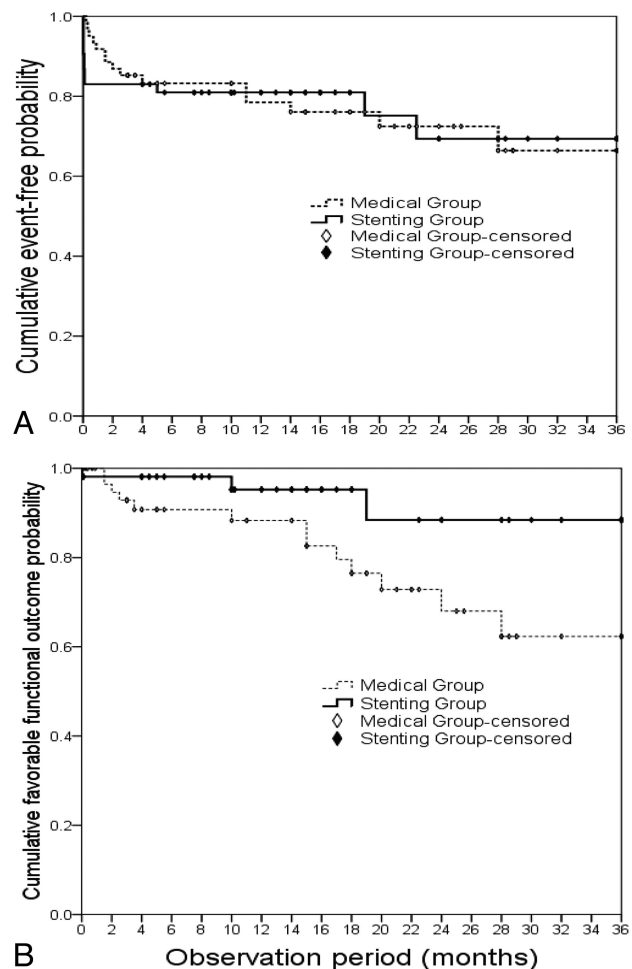 Cumulative event-free probability
1.0
0.8
0.6
0.4
0.2
0.0
Medical Group
Stenting Group
Medical Group-censored
Stenting Group-censored
0 2 4 6 8 10 12 14 16 18 20 22 24 26 28 30 32 34 36
A
Cumulative favorable functional outcome probability
1.0
0.8
0.6
0.4
0.2
0.0
Medical Group
Stenting Group
Medical Group-censored
Stenting Group-censored
0 2 4 6 8 10 12 14 16 18 20 22 24 26 28 30 32 34 36
B
Observation period (months)